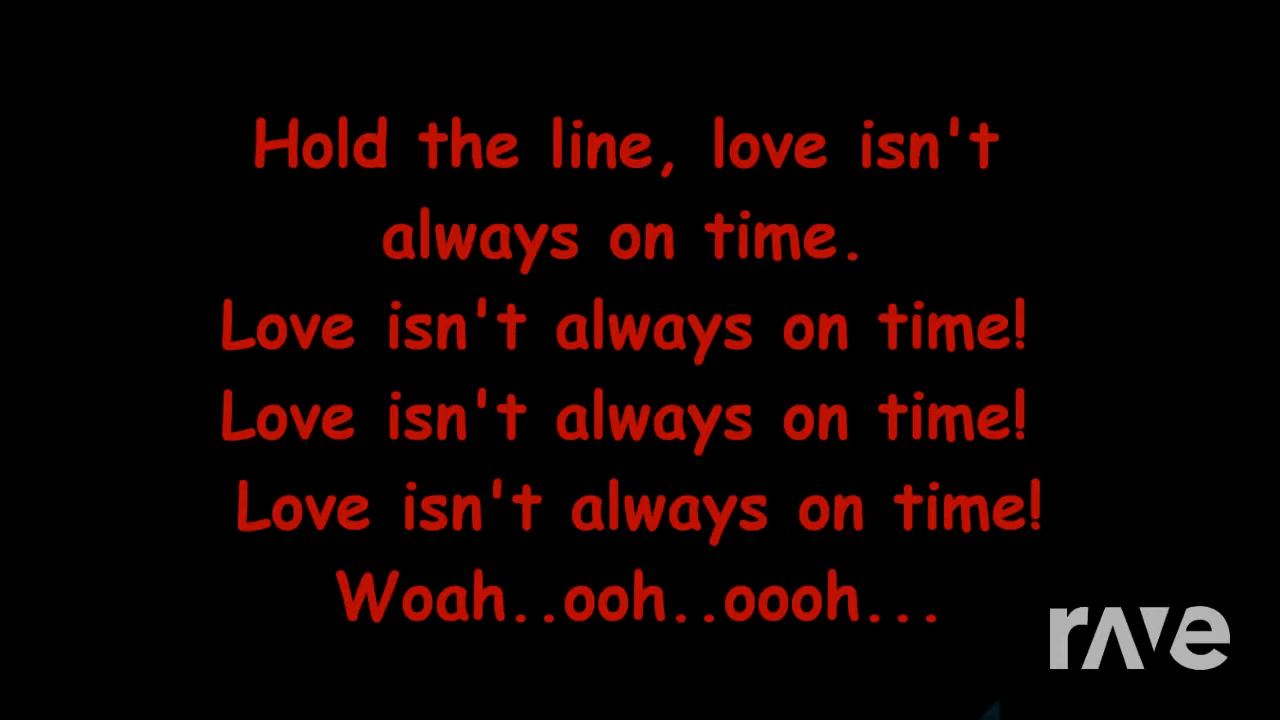 Hold the line, love isn't
always on time.
Love isn't always on time!
Love isn't always on time!
Love isn't always on time!
Woah..ooh..oooh...
rave